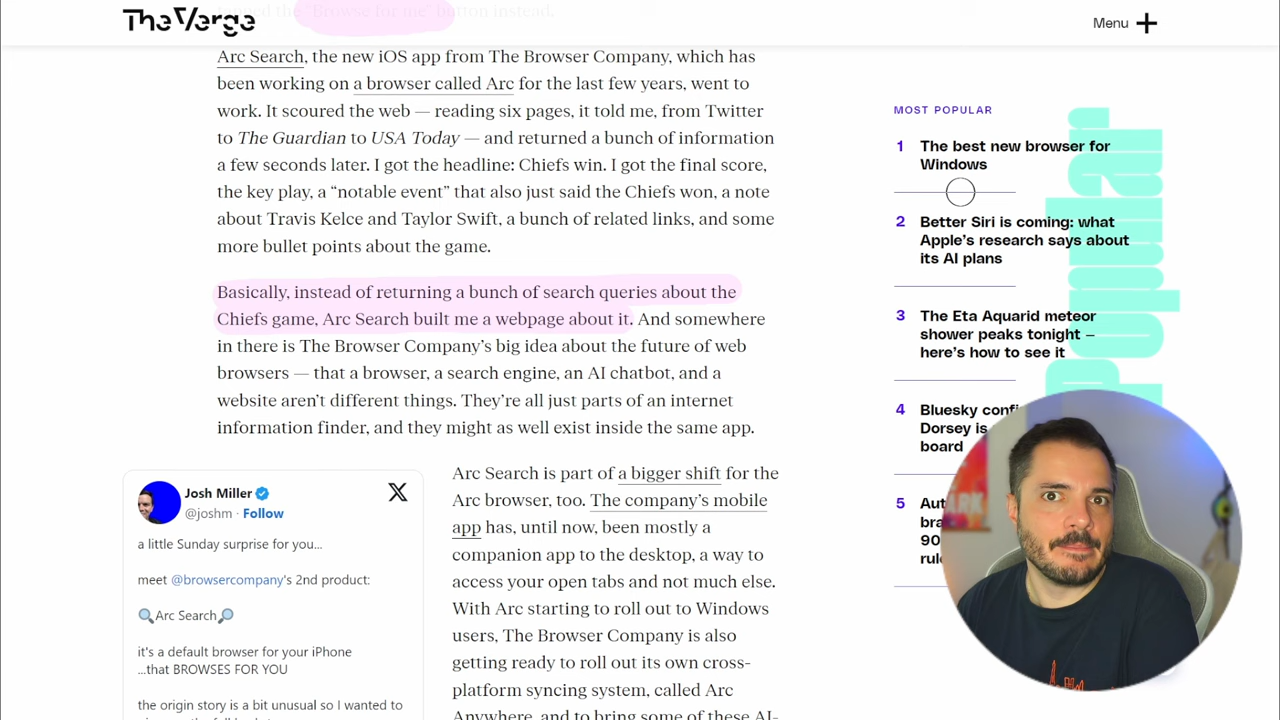 The Verge
Menu
tapped the "Browse for me" button instead.
Arc Search, the new iOS app from The Browser Company, which has
been working on a browser called Arc for the last few years, went to
work. It scoured the web — reading six pages, it told me, from Twitter
to The Guardian to USA Today — and returned a bunch of information
a few seconds later. I got the headline: Chiefs win. I got the final score,
the key play, a “notable event” that also just said the Chiefs won, a note
about Travis Kelce and Taylor Swift, a bunch of related links, and some
more bullet points about the game.
Basically, instead of returning a bunch of search queries about the
Chiefs game, Arc Search built me a webpage about it. And somewhere
in there is The Browser Company’s big idea about the future of web
browsers — that a browser, a search engine, an AI chatbot, and a
website aren’t different things. They’re all just parts of an internet
information finder, and they might as well exist inside the same app.
Josh Miller
@joshm · Follow
a little Sunday surprise for you...
meet @browsercompany's 2nd product:
🔍Arc Search🔎
it's a default browser for your iPhone
...that BROWSES FOR YOU
the origin story is a bit unusual so I wanted to
Arc Search is part of a bigger shift for the
Arc browser, too. The company’s mobile
app has, until now, been mostly a
companion app to the desktop, a way to
access your open tabs and not much else.
With Arc starting to roll out to Windows
users, The Browser Company is also
getting ready to roll out its own cross-
platform syncing system, called Arc
Anywhere, and to bring some of these AI-
MOST POPULAR
1 The best new browser for
Windows
2 Better Siri is coming: what
Apple’s research says about
its AI plans
3 The Eta Aquarid meteor
shower peaks tonight —
here’s how to see it
4 Bluesky
Dorsey is
board
5
90
Popular